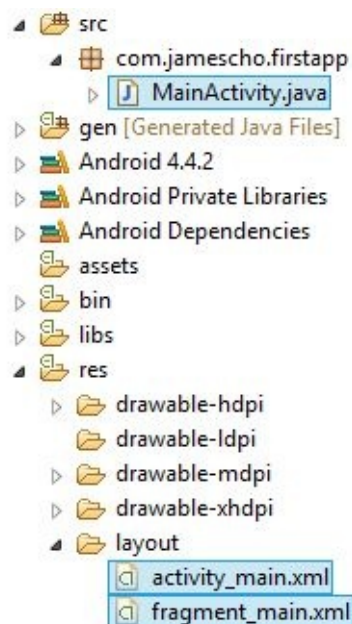 src
com.jamescho.firstapp
MainActivity.java
gen [Generated Java Files]
Android 4.4.2
Android Private Libraries
Android Dependencies
assets
bin
libs
res
drawable-hdpi
drawable-ldpi
drawable-mdpi
drawable-xhdpi
layout
activity_main.xml
fragment_main.xml